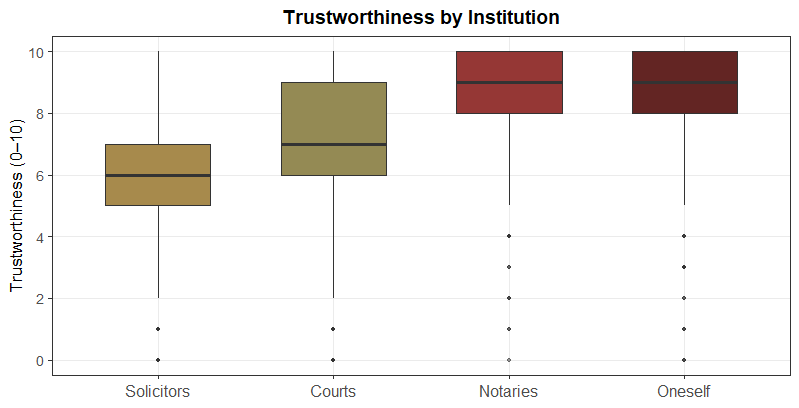 Trustworthiness by Institution
Trustworthiness (0–10)
10
8
6
4
2
0
Solicitors
Courts
Notaries
Oneself